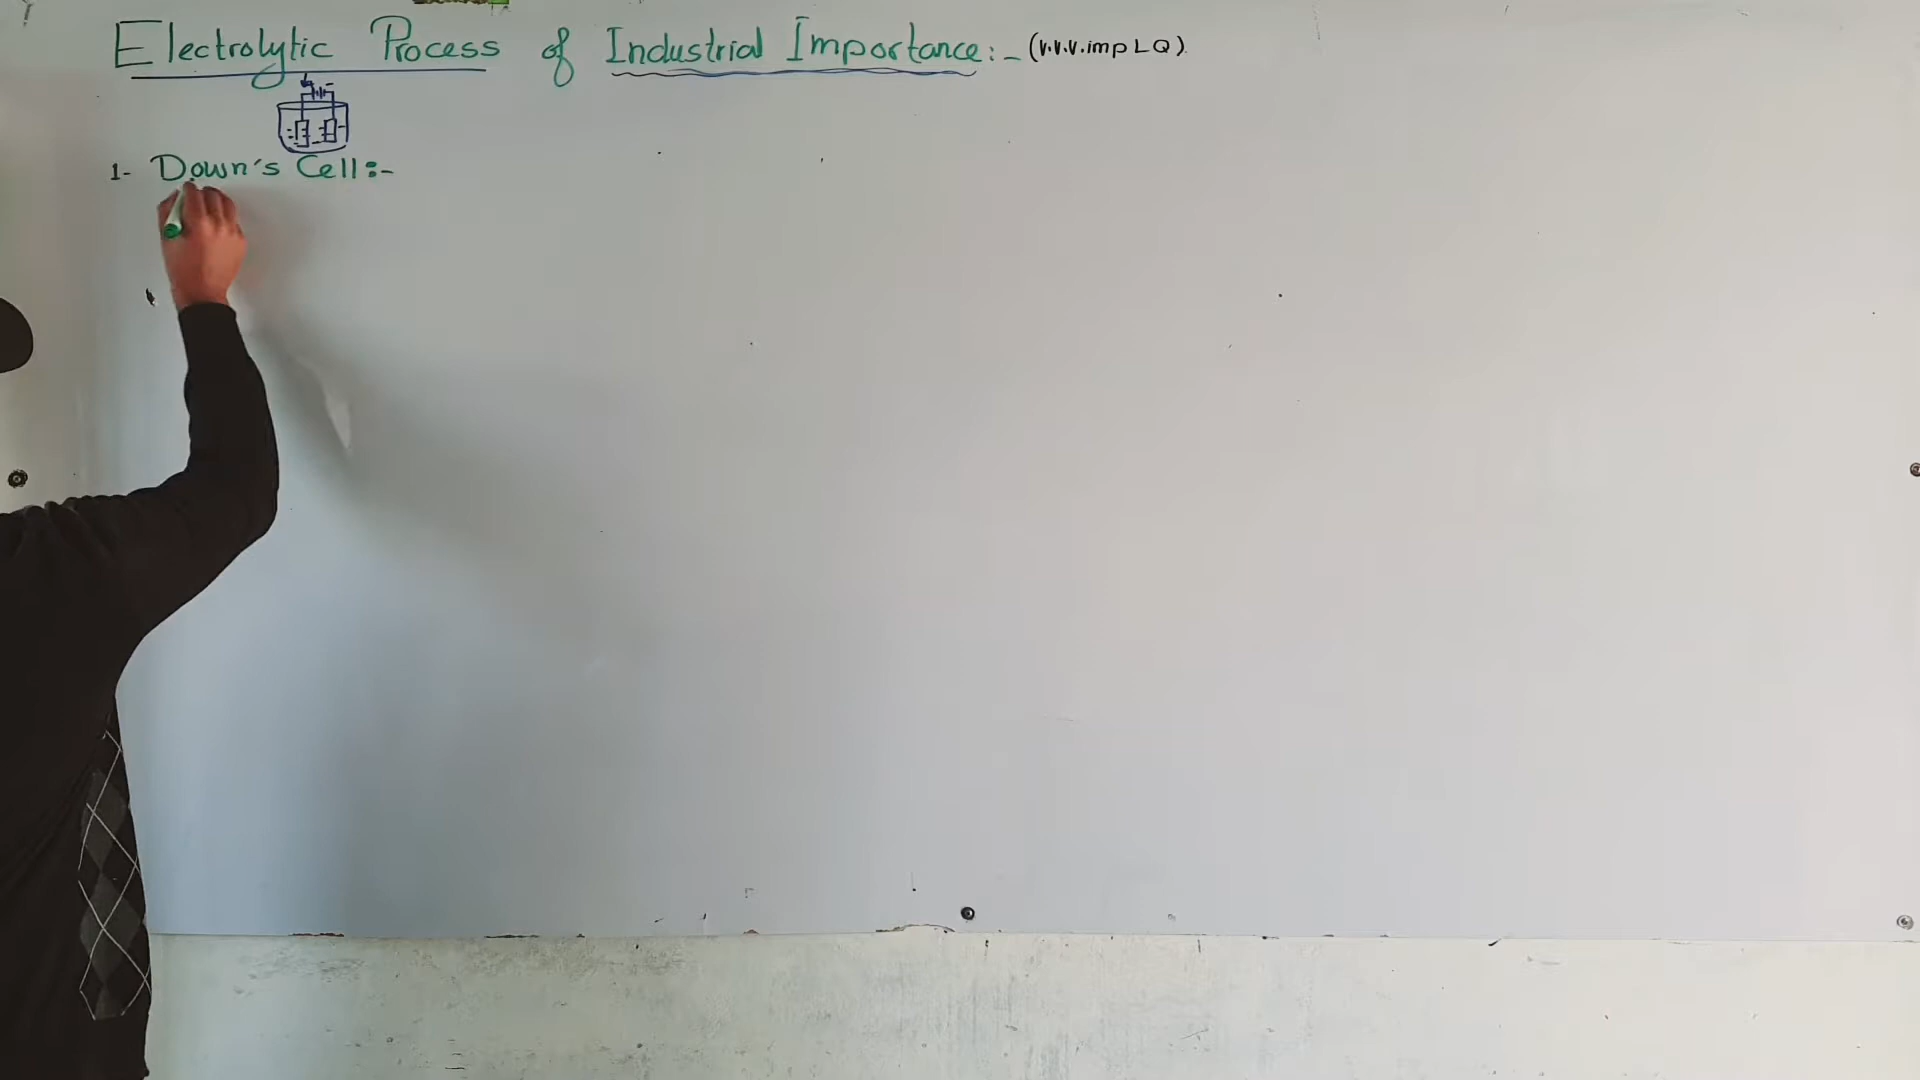 Electrolytic Process of Industrial Importance:- (V.V.V.imp LQ)
1- Down's Cell:-